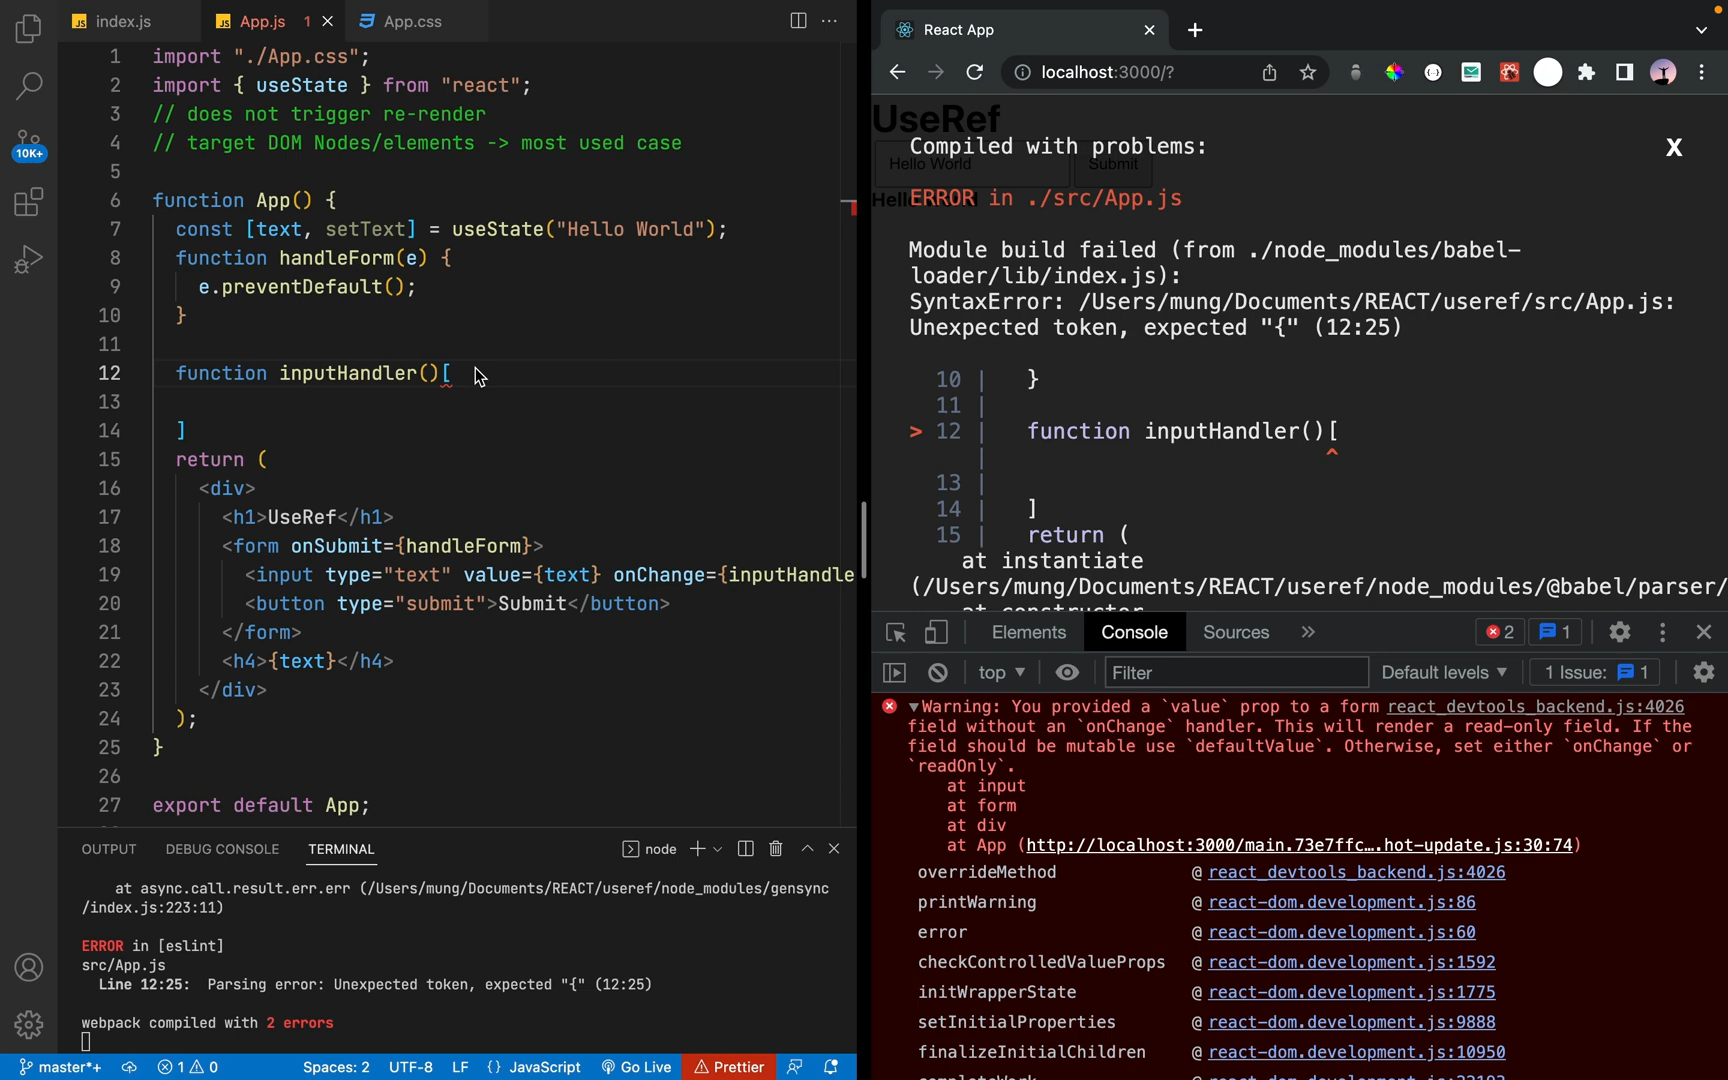 index.js
App.js 1
App.css
1 import "./App.css";
2 import { useState } from "react";
3 // does not trigger re-render
4 // target DOM Nodes/elements -> most used case
5
6 function App() {
7 const [text, setText] = useState("Hello World");
8 function handleForm(e) {
9 e.preventDefault();
10 }
11
12 function inputHandler()[
13
14 ]
15 return (
16 <div>
17 <h1>UseRef</h1>
18 <form onSubmit={handleForm}>
19 <input type="text" value={text} onChange={inputHandle
20 <button type="submit">Submit</button>
21 </form>
22 <h4>{text}</h4>
23 </div>
24 );
25 }
26
27 export default App;
10K+
OUTPUT DEBUG CONSOLE TERMINAL node
at async.call.result.err.err (/Users/mung/Documents/REACT/useref/node_modules/gensync
/index.js:223:11)
ERROR in [eslint]
src/App.js
Line 12:25: Parsing error: Unexpected token, expected "{" (12:25)
webpack compiled with 2 errors
master*+ 1 0 Spaces: 2 UTF-8 LF {} JavaScript Go Live Prettier
React App
localhost:3000/?
UseRef
Compiled with problems: X
Hello World Submit
ERROR in ./src/App.js
Module build failed (from ./node_modules/babel-
loader/lib/index.js):
SyntaxError: /Users/mung/Documents/REACT/useref/src/App.js:
Unexpected token, expected "{" (12:25)
10 | }
11 |
> 12 | function inputHandler()[
| ^
13 |
14 | ]
15 | return (
at instantiate
(/Users/mung/Documents/REACT/useref/node_modules/@babel/parser/
at constructor
Elements Console Sources 2 1
top Filter Default levels 1 Issue: 1
Warning: You provided a `value` prop to a form react_devtools_backend.js:4026
field without an `onChange` handler. This will render a read-only field. If the
field should be mutable use `defaultValue`. Otherwise, set either `onChange` or
`readOnly`.
at input
at form
at div
at App (http://localhost:3000/main.73e7ffc….hot-update.js:30:74)
overrideMethod @ react_devtools_backend.js:4026
printWarning @ react-dom.development.js:86
error @ react-dom.development.js:60
checkControlledValueProps @ react-dom.development.js:1592
initWrapperState @ react-dom.development.js:1775
setInitialProperties @ react-dom.development.js:9888
finalizeInitialChildren @ react-dom.development.js:10950